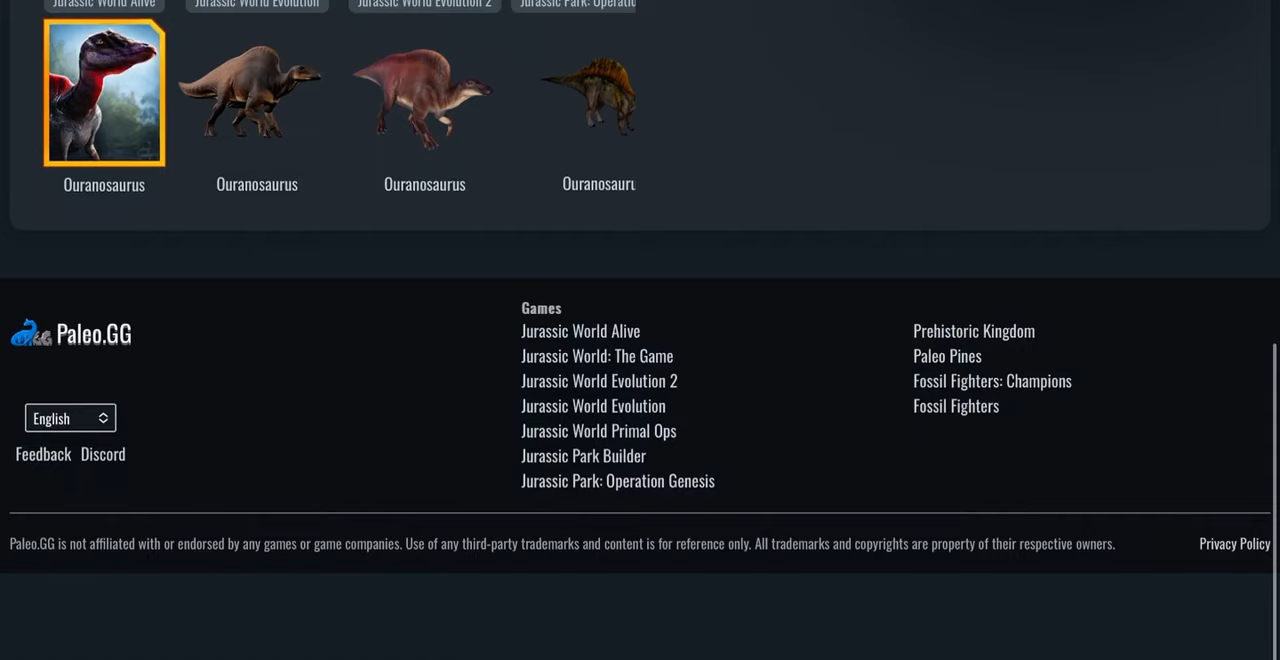 Jurassic World Alive Jurassic World Evolution Jurassic World Evolution 2 Jurassic Park: Operatio
Ouranosaurus Ouranosaurus Ouranosaurus Ouranosauru
Games
Paleo.GG
Jurassic World Alive
Jurassic World: The Game
Jurassic World Evolution 2
Jurassic World Evolution
Jurassic World Primal Ops
Jurassic Park Builder
Jurassic Park: Operation Genesis
Prehistoric Kingdom
Paleo Pines
Fossil Fighters: Champions
Fossil Fighters
English
Feedback Discord
Paleo.GG is not affiliated with or endorsed by any games or game companies. Use of any third-party trademarks and content is for reference only. All trademarks and copyrights are property of their respective owners. Privacy Policy